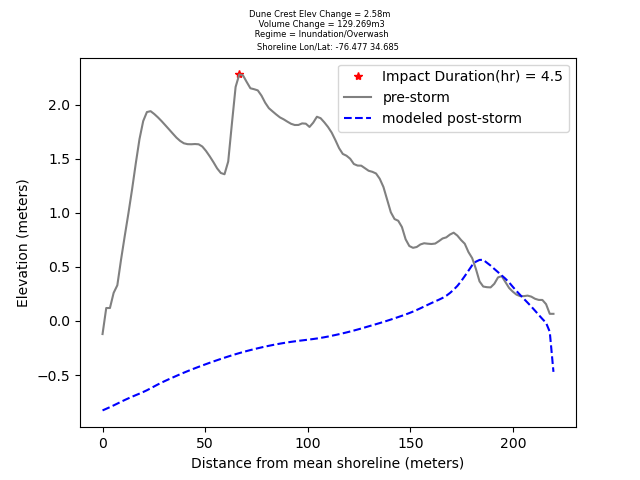 Dune Crest Elev Change = 2.58m
Volume Change = 129.269m3
Regime = Inundation/Overwash
Shoreline Lon/Lat: -76.477 34.685
Impact Duration(hr) = 4.5
pre-storm
modeled post-storm
Elevation (meters)
2.0
1.5
1.0
0.5
0.0
−0.5
0 50 100 150 200
Distance from mean shoreline (meters)